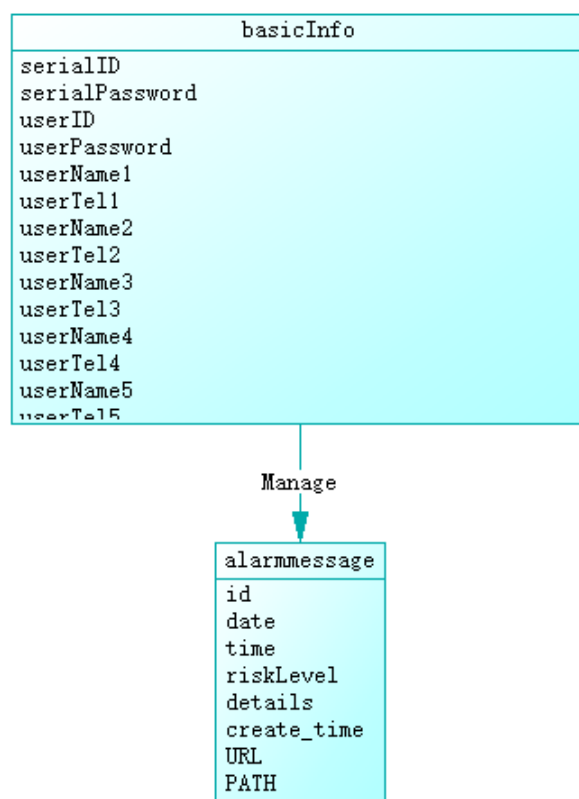 basicInfo
serialID
serialPassword
userID
userPassword
userName1
userTel1
userName2
userTel2
userName3
userTel3
userName4
userTel4
userName5
userTel5
Manage
alarmmessage
id
date
time
riskLevel
details
create_time
URL
PATH